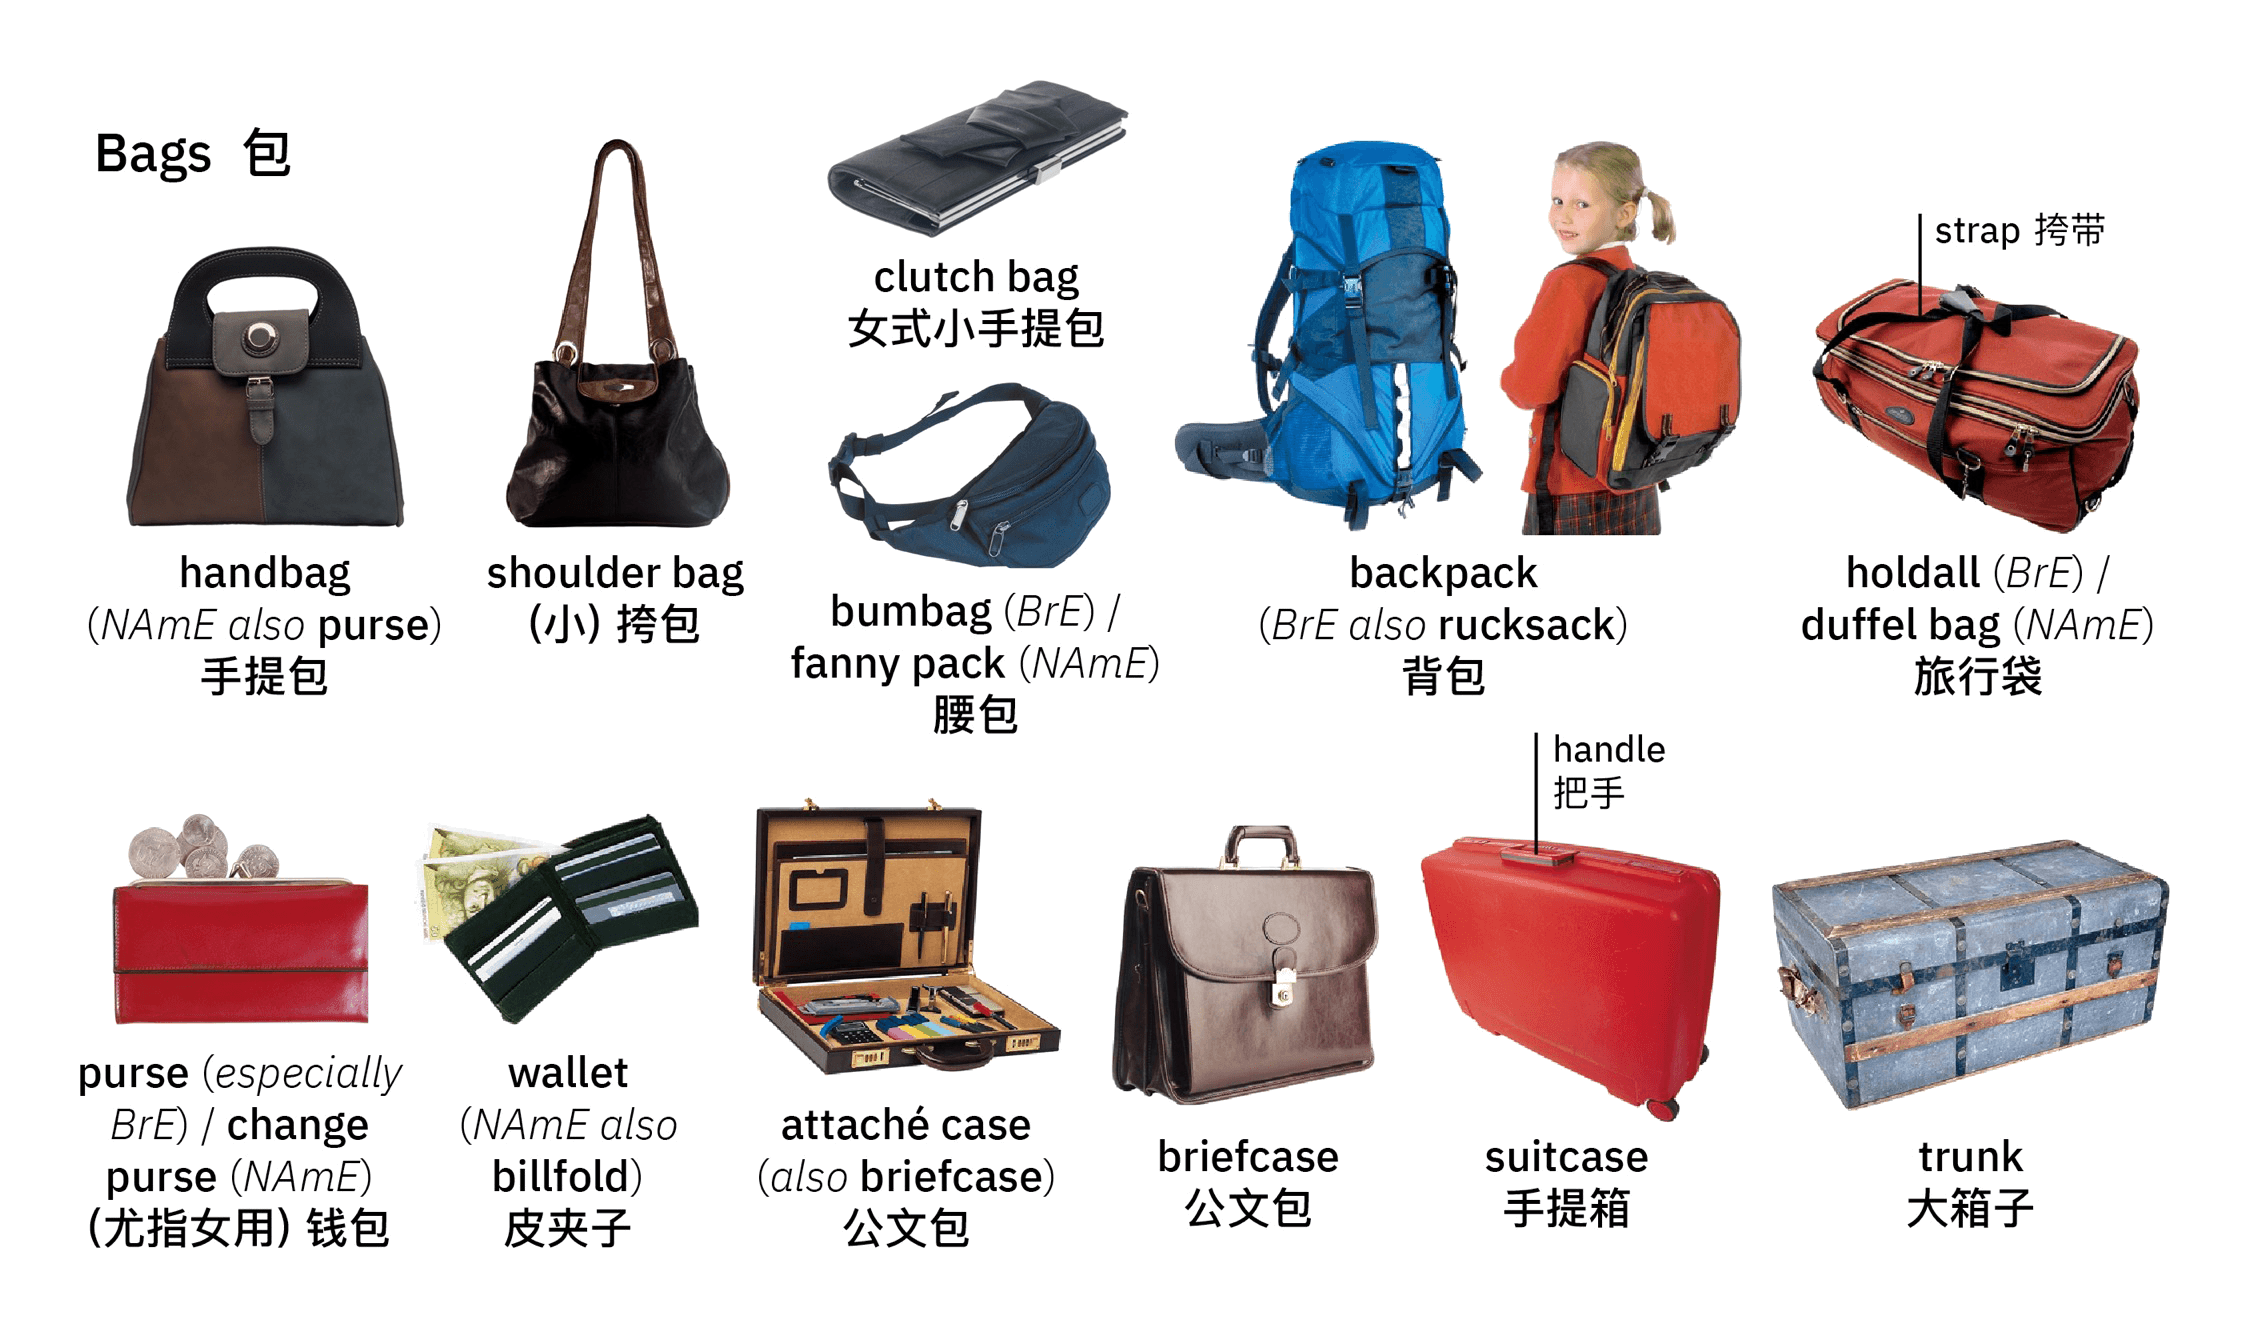 Bags 包
handbag
(NAmE also purse)
手提包
shoulder bag
(小) 挎包
clutch bag
女式小手提包
bumbag (BrE) /
fanny pack (NAmE)
腰包
backpack
(BrE also rucksack)
背包
strap 挎带
holdall (BrE) /
duffel bag (NAmE)
旅行袋
purse (especially
BrE) / change
purse (NAmE)
(尤指女用) 钱包
wallet
(NAmE also
billfold)
皮夹子
attaché case
(also briefcase)
公文包
briefcase
公文包
handle
把手
suitcase
手提箱
trunk
大箱子